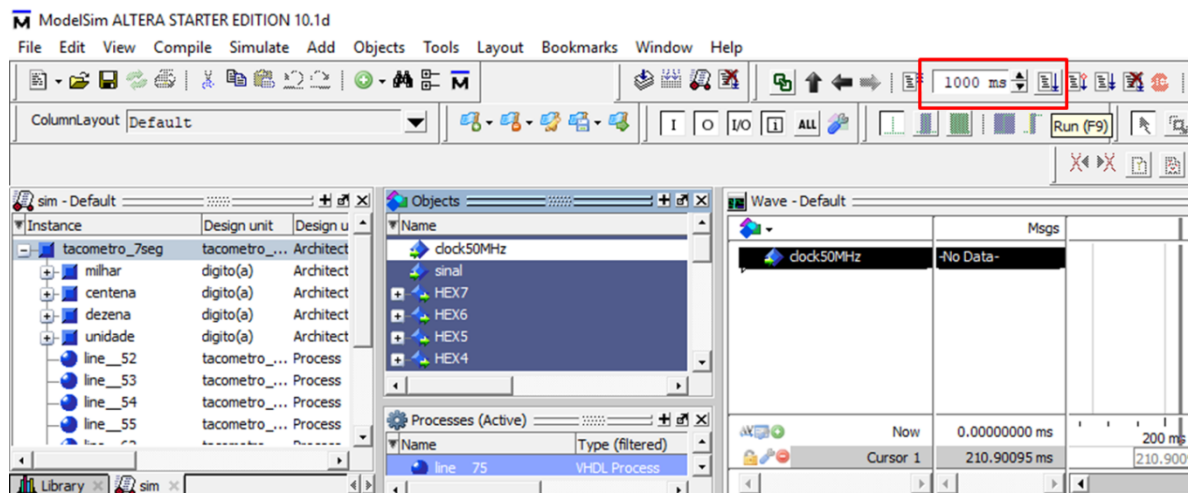 ModelSim ALTERA STARTER EDITION 10.1d
File Edit View Compile Simulate Add Objects Tools Layout Bookmarks Window Help
1000 ms
ColumnLayout Default
I O I/O i ALL
Run (F9)
sim - Default
Instance Design unit Design u
tacometro_7seg tacometro_... Architect
milhar digito(a) Architect
centena digito(a) Architect
dezena digito(a) Architect
unidade digito(a) Architect
line__52 tacometro_... Process
line__53 tacometro_... Process
line__54 tacometro_... Process
line__55 tacometro_... Process
Library sim
Objects
Name
clock50MHz
sinal
HEX7
HEX6
HEX5
HEX4
Processes (Active)
Name Type (filtered)
line__75 VHDL Process
Wave - Default
Msgs
clock50MHz -No Data-
Now 0.00000000 ms 200 ms
Cursor 1 210.90095 ms 210.900